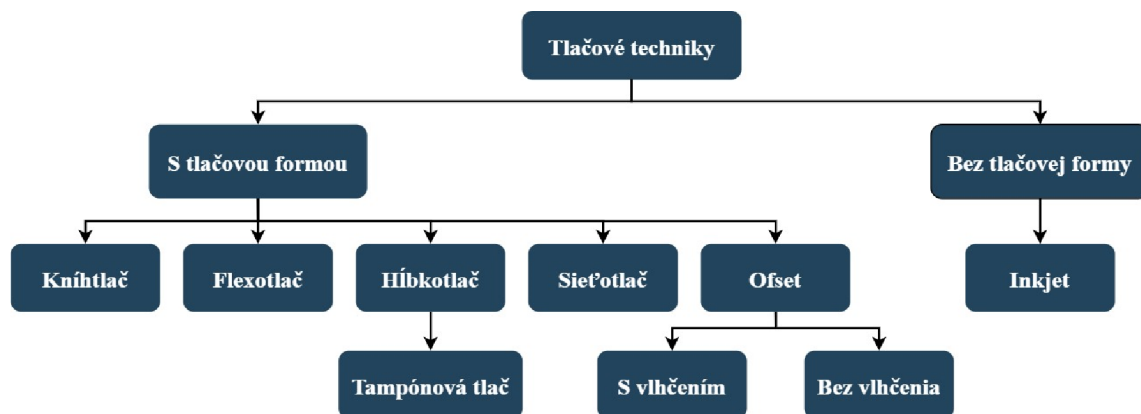 Tlačové techniky
S tlačovou formou
Bez tlačovej formy
Kníhtlač
Flexotlač
Hĺbkotlač
Sieťotlač
Ofset
Inkjet
Tampónová tlač
S vlhčením
Bez vlhčenia